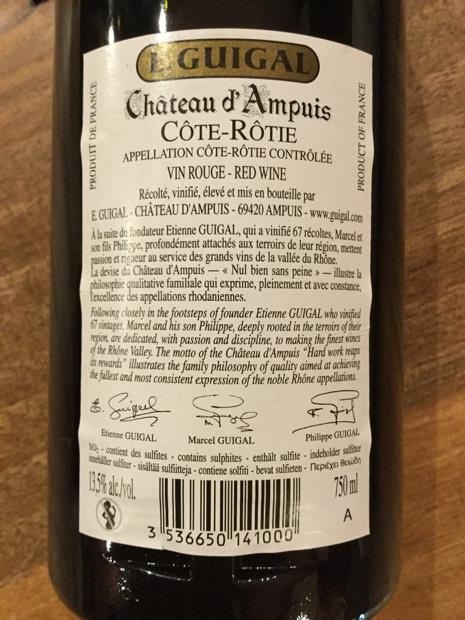 E. GUIGAL
Château d'Ampuis
CÔTE-RÔTIE
APPELLATION CÔTE-RÔTIE CONTRÔLÉE
VIN ROUGE - RED WINE
PRODUIT DE FRANCE
PRODUCT OF FRANCE
Récolté, vinifié, élevé et mis en bouteille par
E. GUIGAL - CHÂTEAU D'AMPUIS - 69420 AMPUIS - www.guigal.com
À la suite du fondateur Etienne GUIGAL, qui a vinifié 67 récoltes, Marcel et
son fils Philippe, profondément attachés aux terroirs de leur région, mettent
passion et rigueur au service des grands vins de la vallée du Rhône.
La devise du Château d'Ampuis — « Nul bien sans peine » — illustre la
philosophie qualitative familiale qui exprime, pleinement et avec constance,
l'excellence des appellations rhodaniennes.
Following closely in the footsteps of founder Etienne GUIGAL who vinified
67 vintages, Marcel and his son Philippe, deeply rooted in the terroirs of their
region, are dedicated, with passion and discipline, to making the finest wines
of the Rhône Valley. The motto of the Château d'Ampuis "Hard work reaps
its rewards" illustrates the family philosophy of quality aimed at achieving
the fullest and most consistent expression of the noble Rhône appellations.
E. Guigal
Etienne GUIGAL
Marcel GUIGAL
Philippe GUIGAL
SO₂ - contient des sulfites - contains sulphites - enthält sulfite - indeholder sulfitter
inneháller sulfiter - sisältää sulfiitteja - contiene solfiti - bevat sulfieten - Περιέχει θειώδη
13,5% alc./vol.
750 ml
A
3 536650 141000